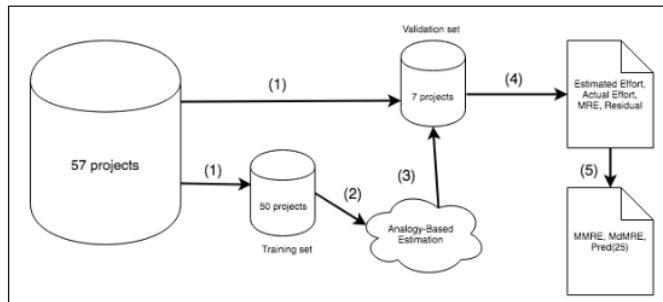 Validation set
57 projects
(1)
7 projects
(4)
Estimated Effort,
Actual Effort,
MRE, Residual
(1)
50 projects
Training set
(2)
(3)
Analogy-Based
Estimation
(5)
MMRE, MdMRE,
Pred(25)